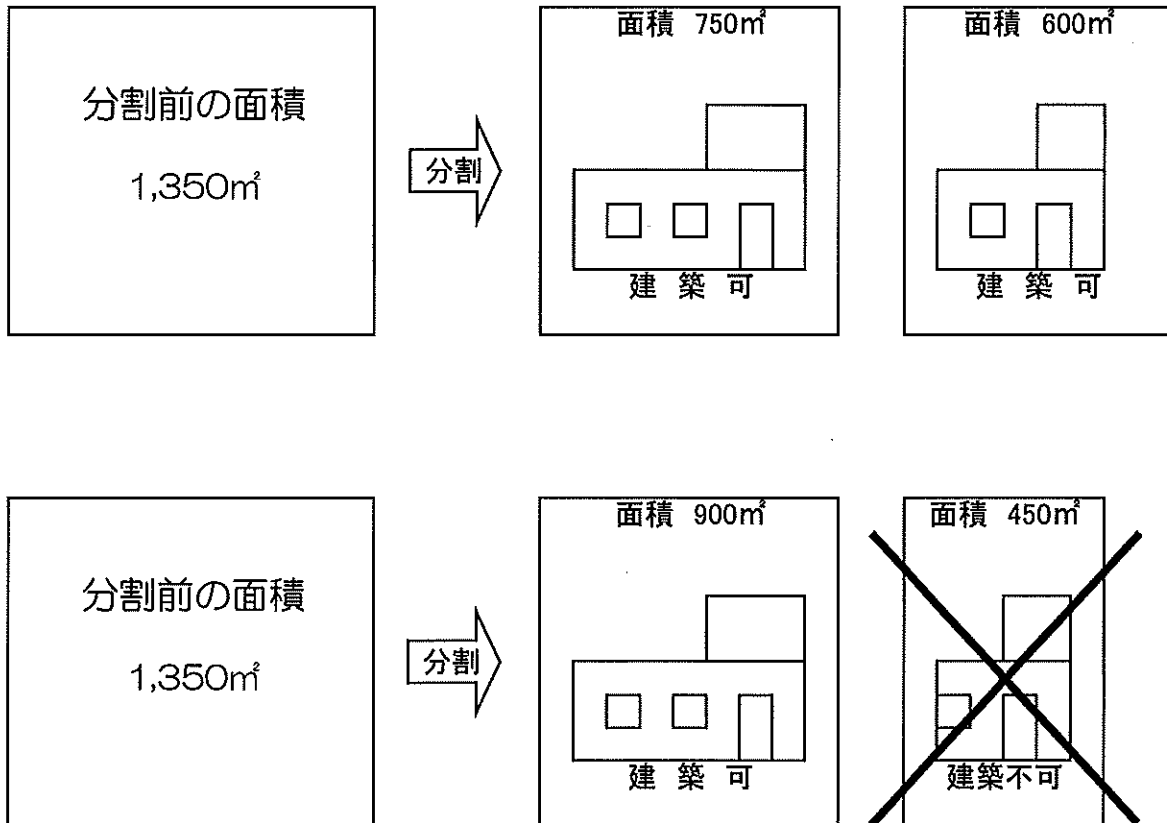 分割前の面積
1,350㎡
分割
面積 750㎡
建築可
面積 600㎡
建築可
分割前の面積
1,350㎡
分割
面積 900㎡
建築可
面積 450㎡
建築不可